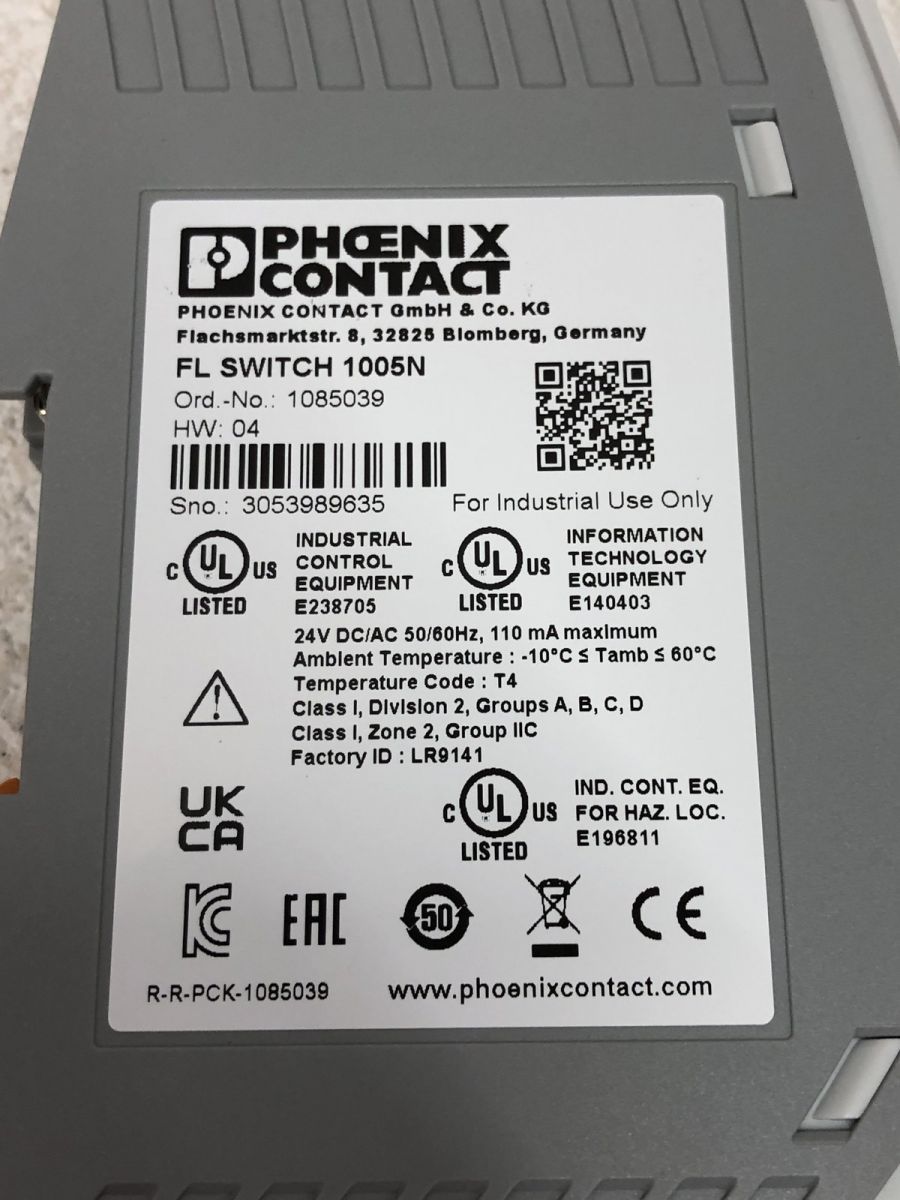 PHŒNIX
CONTACT
PHOENIX CONTACT GmbH & Co. KG
Flachsmarktstr. 8, 32825 Blomberg, Germany
FL SWITCH 1005N
Ord.-No.: 1085039
HW: 04
Sno.: 3053989635
For Industrial Use Only
C UL US
LISTED
INDUSTRIAL
CONTROL
EQUIPMENT
E238705
C UL US
LISTED
INFORMATION
TECHNOLOGY
EQUIPMENT
E140403
24V DC/AC 50/60Hz, 110 mA maximum
Ambient Temperature : -10°C ≤ Tamb ≤ 60°C
Temperature Code : T4
Class I, Division 2, Groups A, B, C, D
Class I, Zone 2, Group IIC
Factory ID : LR9141
UK
CA
C UL US
LISTED
IND. CONT. EQ.
FOR HAZ. LOC.
E196811
KC EAC 50 CE
R-R-PCK-1085039
www.phoenixcontact.com